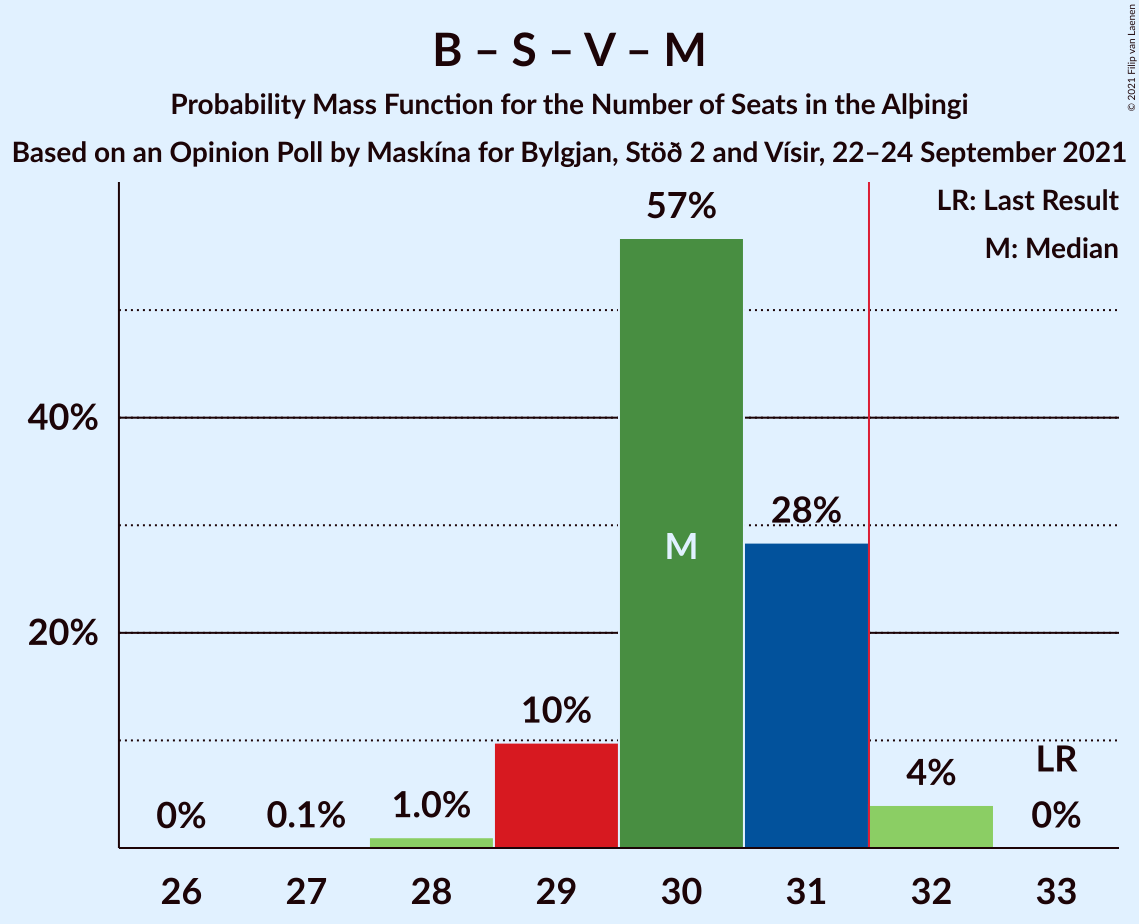 B – S – V – M
Probability Mass Function for the Number of Seats in the Alþingi
Based on an Opinion Poll by Maskína for Bylgjan, Stöð 2 and Vísir, 22–24 September 2021
© 2021 Filip van Laenen
LR: Last Result
M: Median
57%
40%
28%
M
20%
10%
LR
4%
1.0%
0%
0.1%
0%
26
27
28
29
30
31
32
33